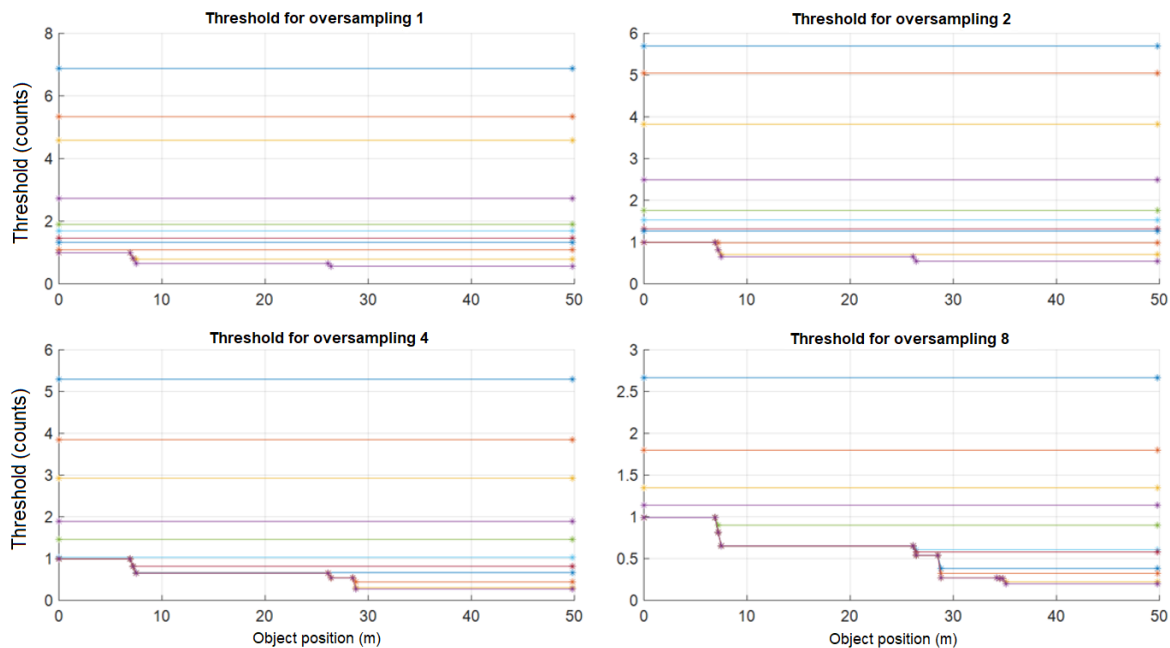 Threshold for oversampling 1
Threshold (counts)
8
6
4
2
0
0 10 20 30 40 50
Threshold for oversampling 2
6
5
4
3
2
1
0
0 10 20 30 40 50
Threshold for oversampling 4
Threshold (counts)
6
5
4
3
2
1
0
0 10 20 30 40 50
Object position (m)
Threshold for oversampling 8
3
2.5
2
1.5
1
0.5
0
0 10 20 30 40 50
Object position (m)